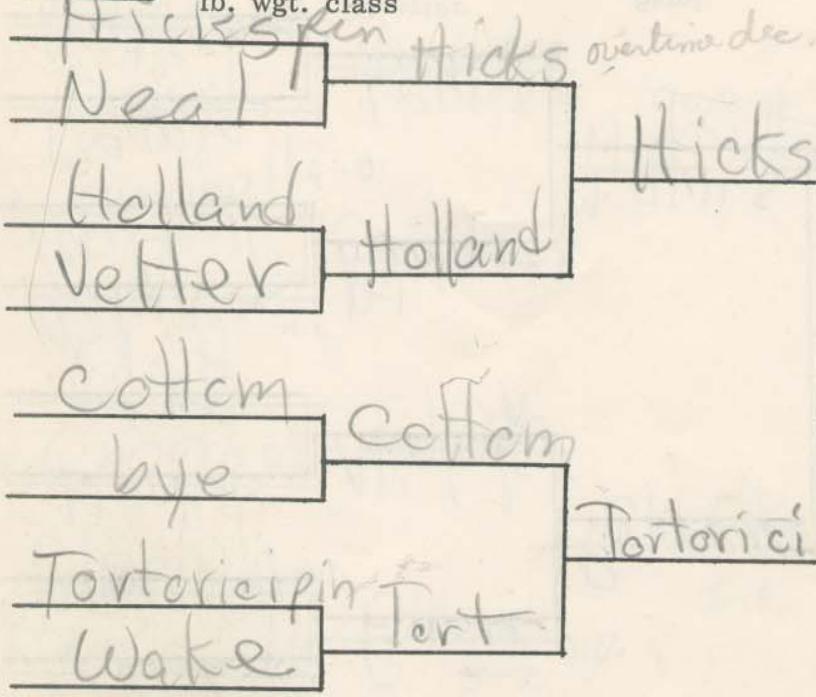 lb. wgt. class
Hicks pin
Hicks overtime dec.
Neal
Hicks
Holland
Holland
Vetter
Cottom
Cottom
bye
Tortorici
Tortorici pin
Tort
Wake